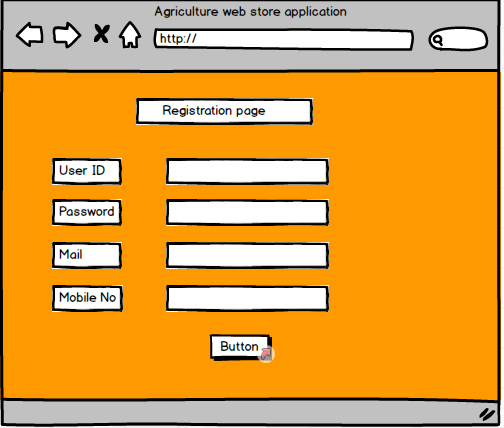 Agriculture web store application
http://
Registration page
User ID
Password
Mail
Mobile No
Button